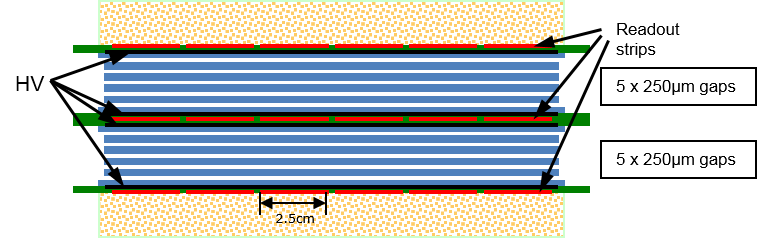 Readout
strips
HV
5 x 250µm gaps
5 x 250µm gaps
2.5cm